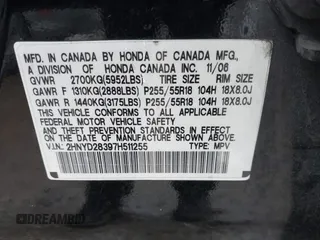 MFD. IN CANADA BY HONDA OF CANADA MFG.,
A DIVISION OF HONDA CANADA INC. 11/06
GVWR 2700KG(5952LBS) TIRE SIZE RIM SIZE
GAWR F 1310KG(2888LBS) P255/55R18 104H 18X8.0J
GAWR R 1440KG(3175LBS) P255/55R18 104H 18X8.0J
THIS VEHICLE CONFORMS TO ALL APPLICABLE
FEDERAL MOTOR VEHICLE SAFETY STANDARDS IN EFFECT
ON THE DATE OF MANUFACTURE SHOWN ABOVE.
V.I.N.: 2HNYD28397H511255 TYPE: MPV
DREAMBID